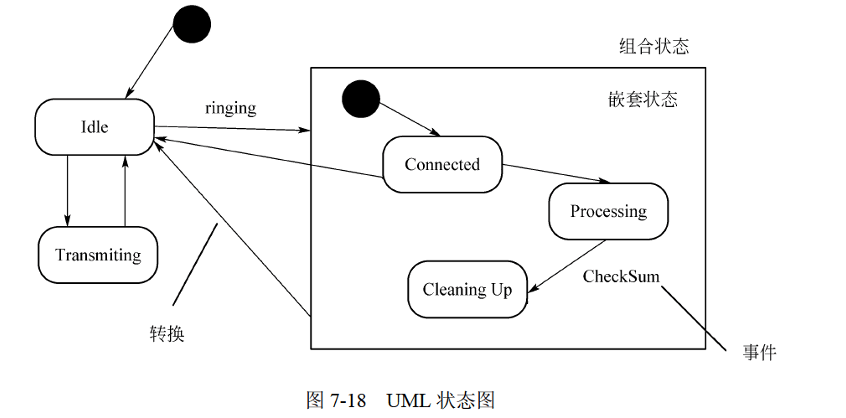 组合状态
嵌套状态
ringing
Idle
Connected
Processing
Transmiting
CheckSum
Cleaning Up
转换
事件
图 7-18 UML 状态图